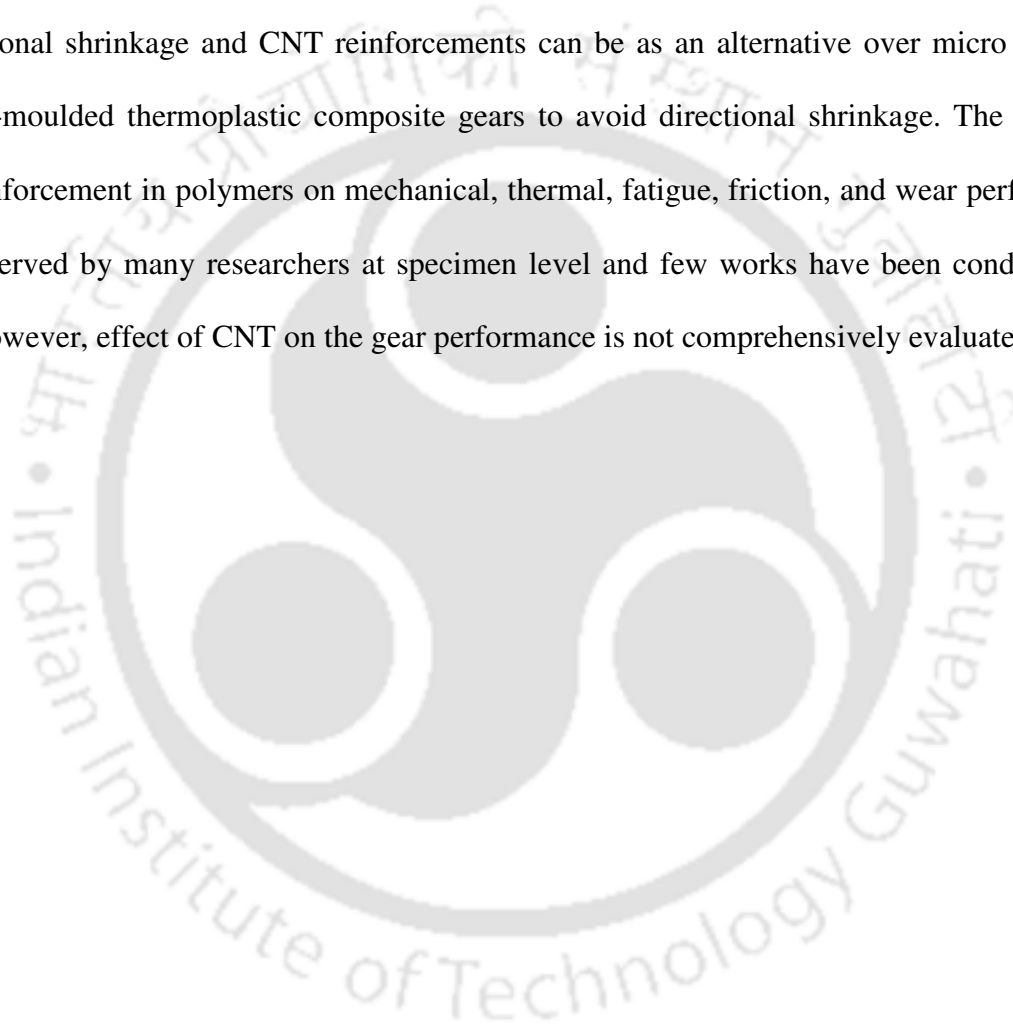 onal shrinkage and CNT reinforcements can be as an alternative over micro
-moulded thermoplastic composite gears to avoid directional shrinkage. The
nforcement in polymers on mechanical, thermal, fatigue, friction, and wear perf
erved by many researchers at specimen level and few works have been cond
owever, effect of CNT on the gear performance is not comprehensively evaluate
भारतीय प्रौद्योगिकी संस्थान गुवाहाटी
Indian Institute of Technology Guwahati